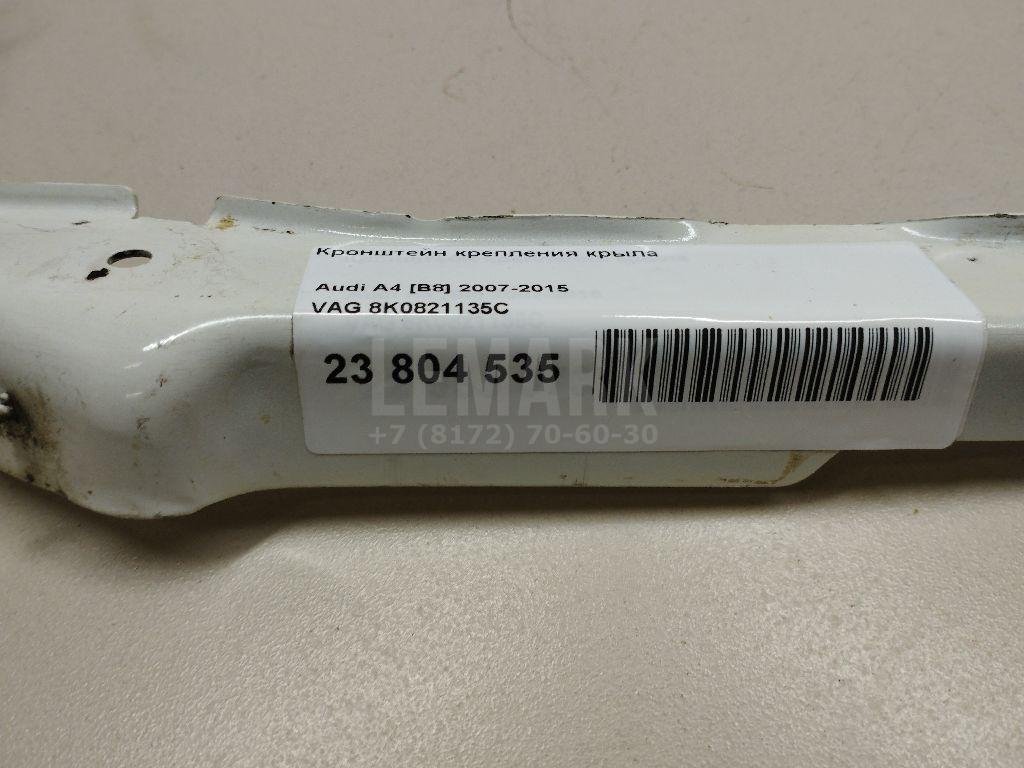 Кронштейн крепления крыла
Audi A4 [B8] 2007-2015
VAG 8K0821135C
23 804 535
LEMARK
+7 (8172) 70-60-30